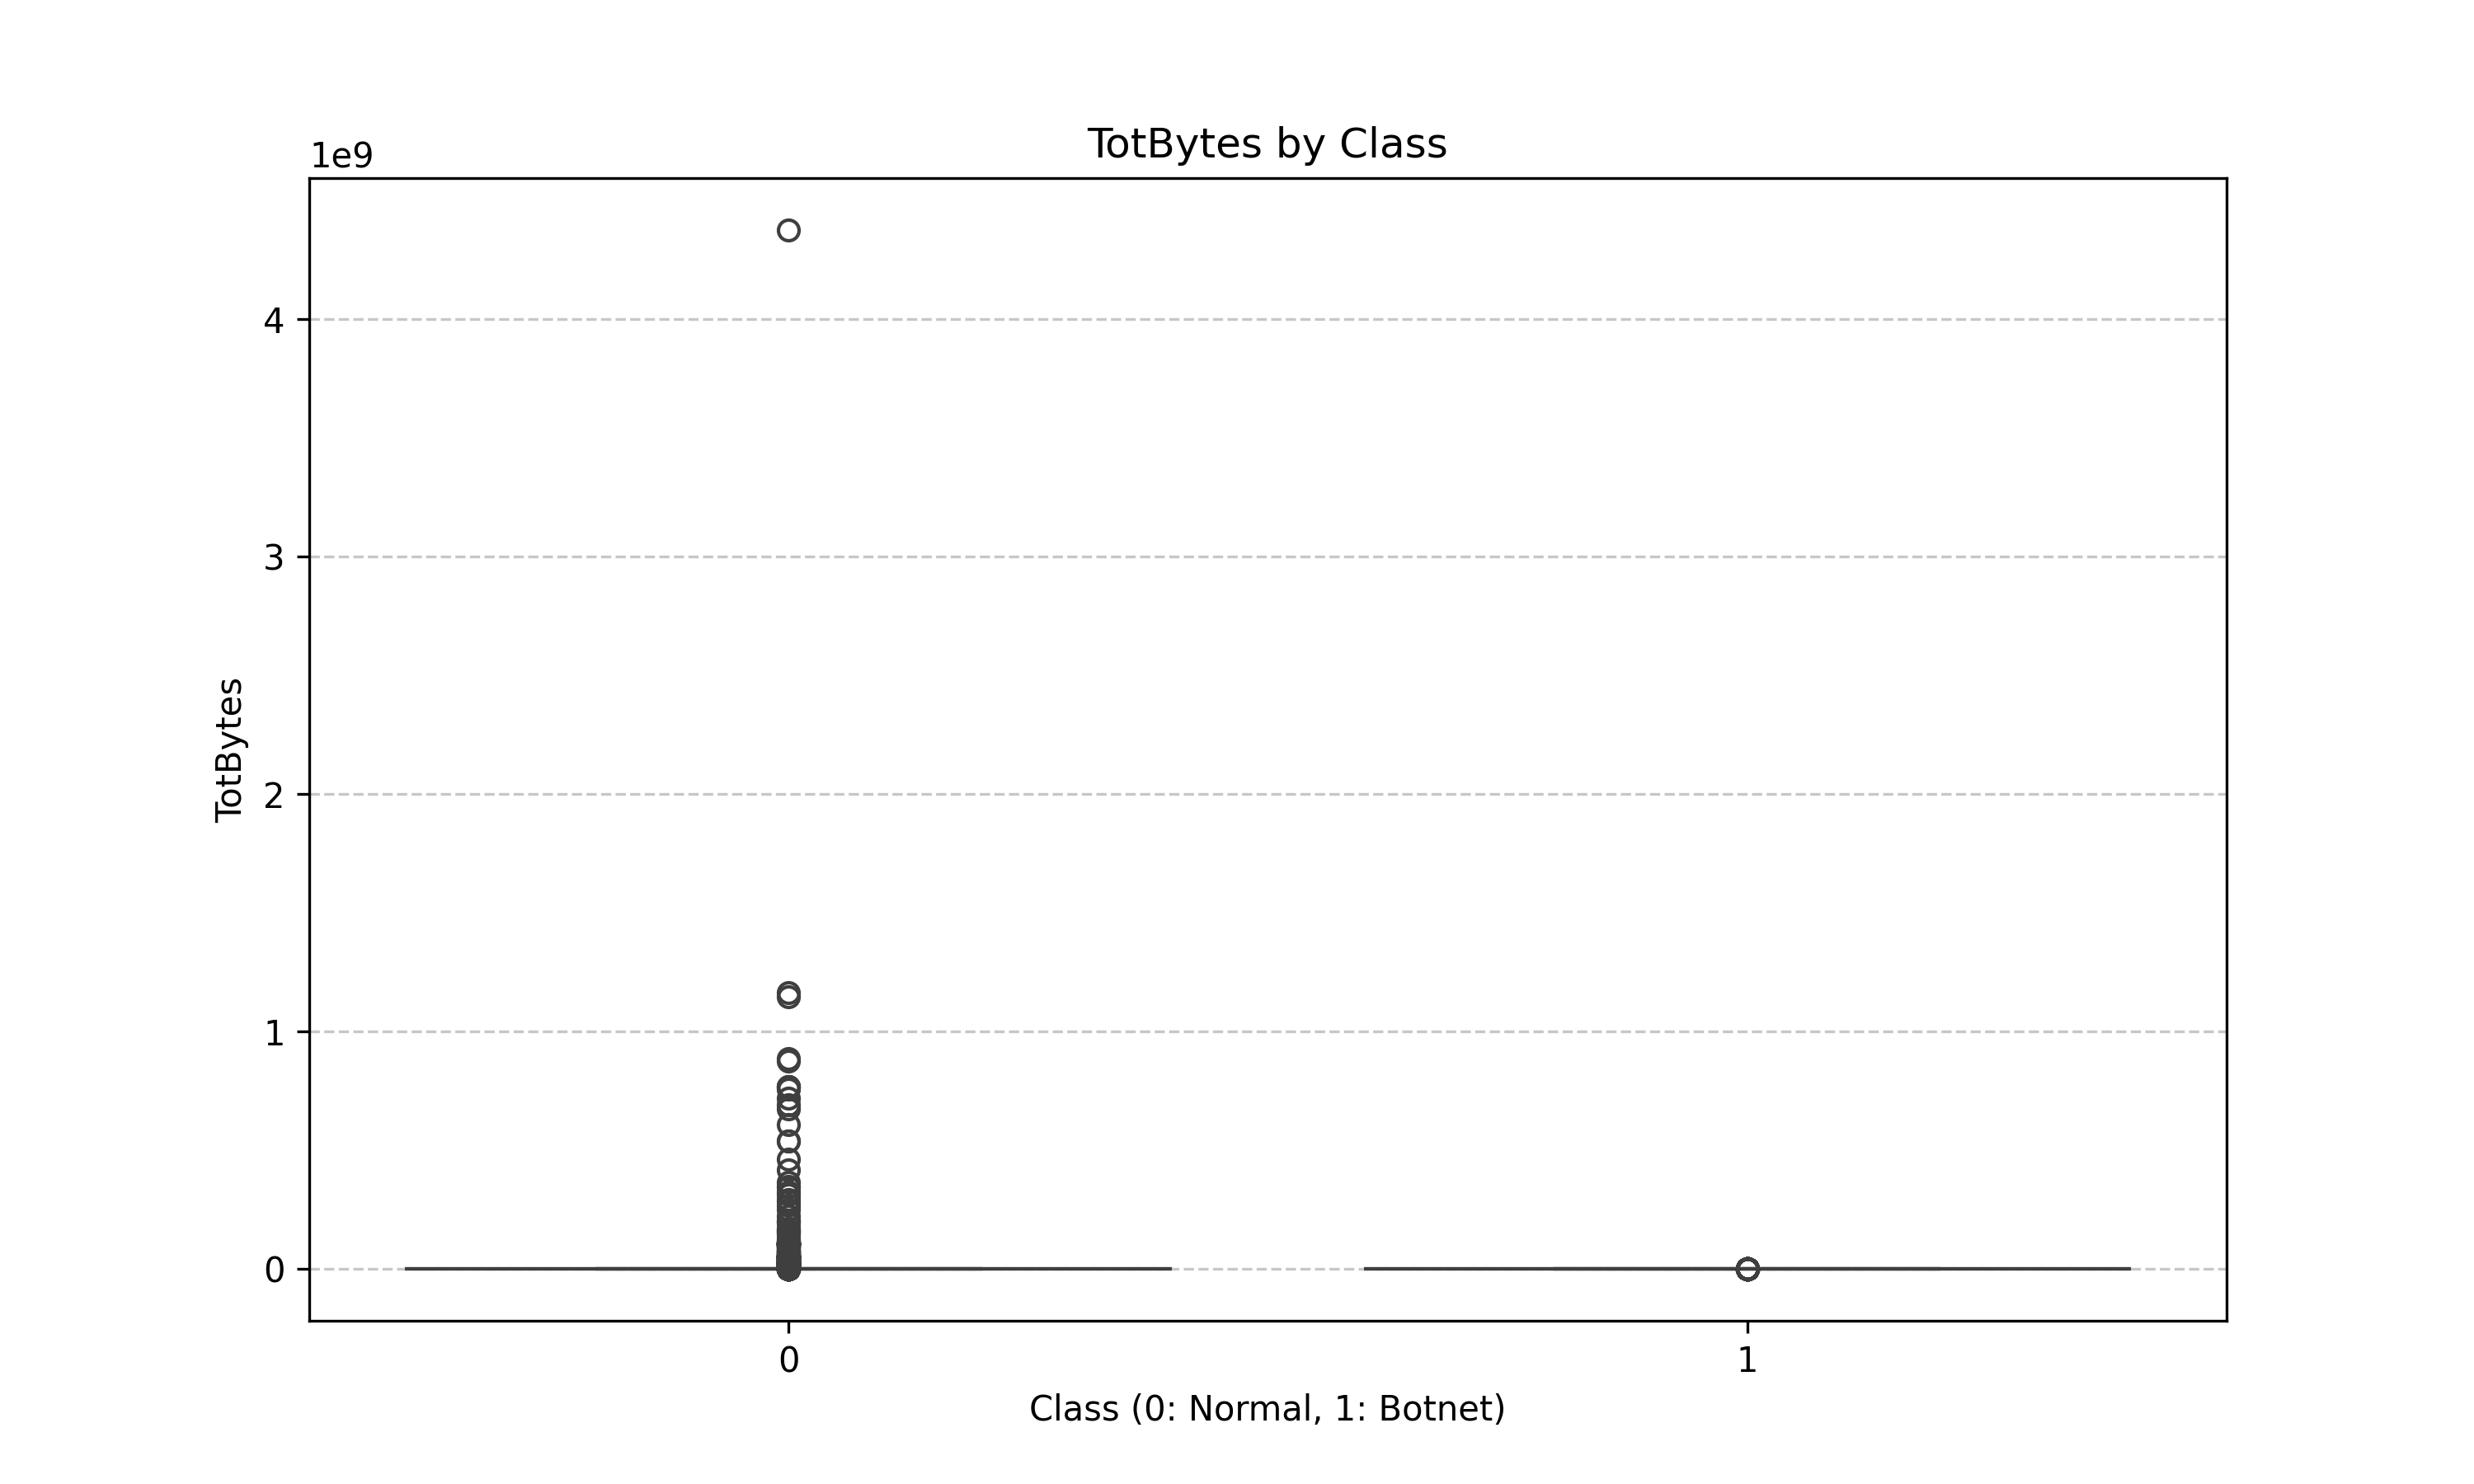 TotBytes by Class
1e9
4
3
2
1
0
TotBytes
0
1
Class (0: Normal, 1: Botnet)